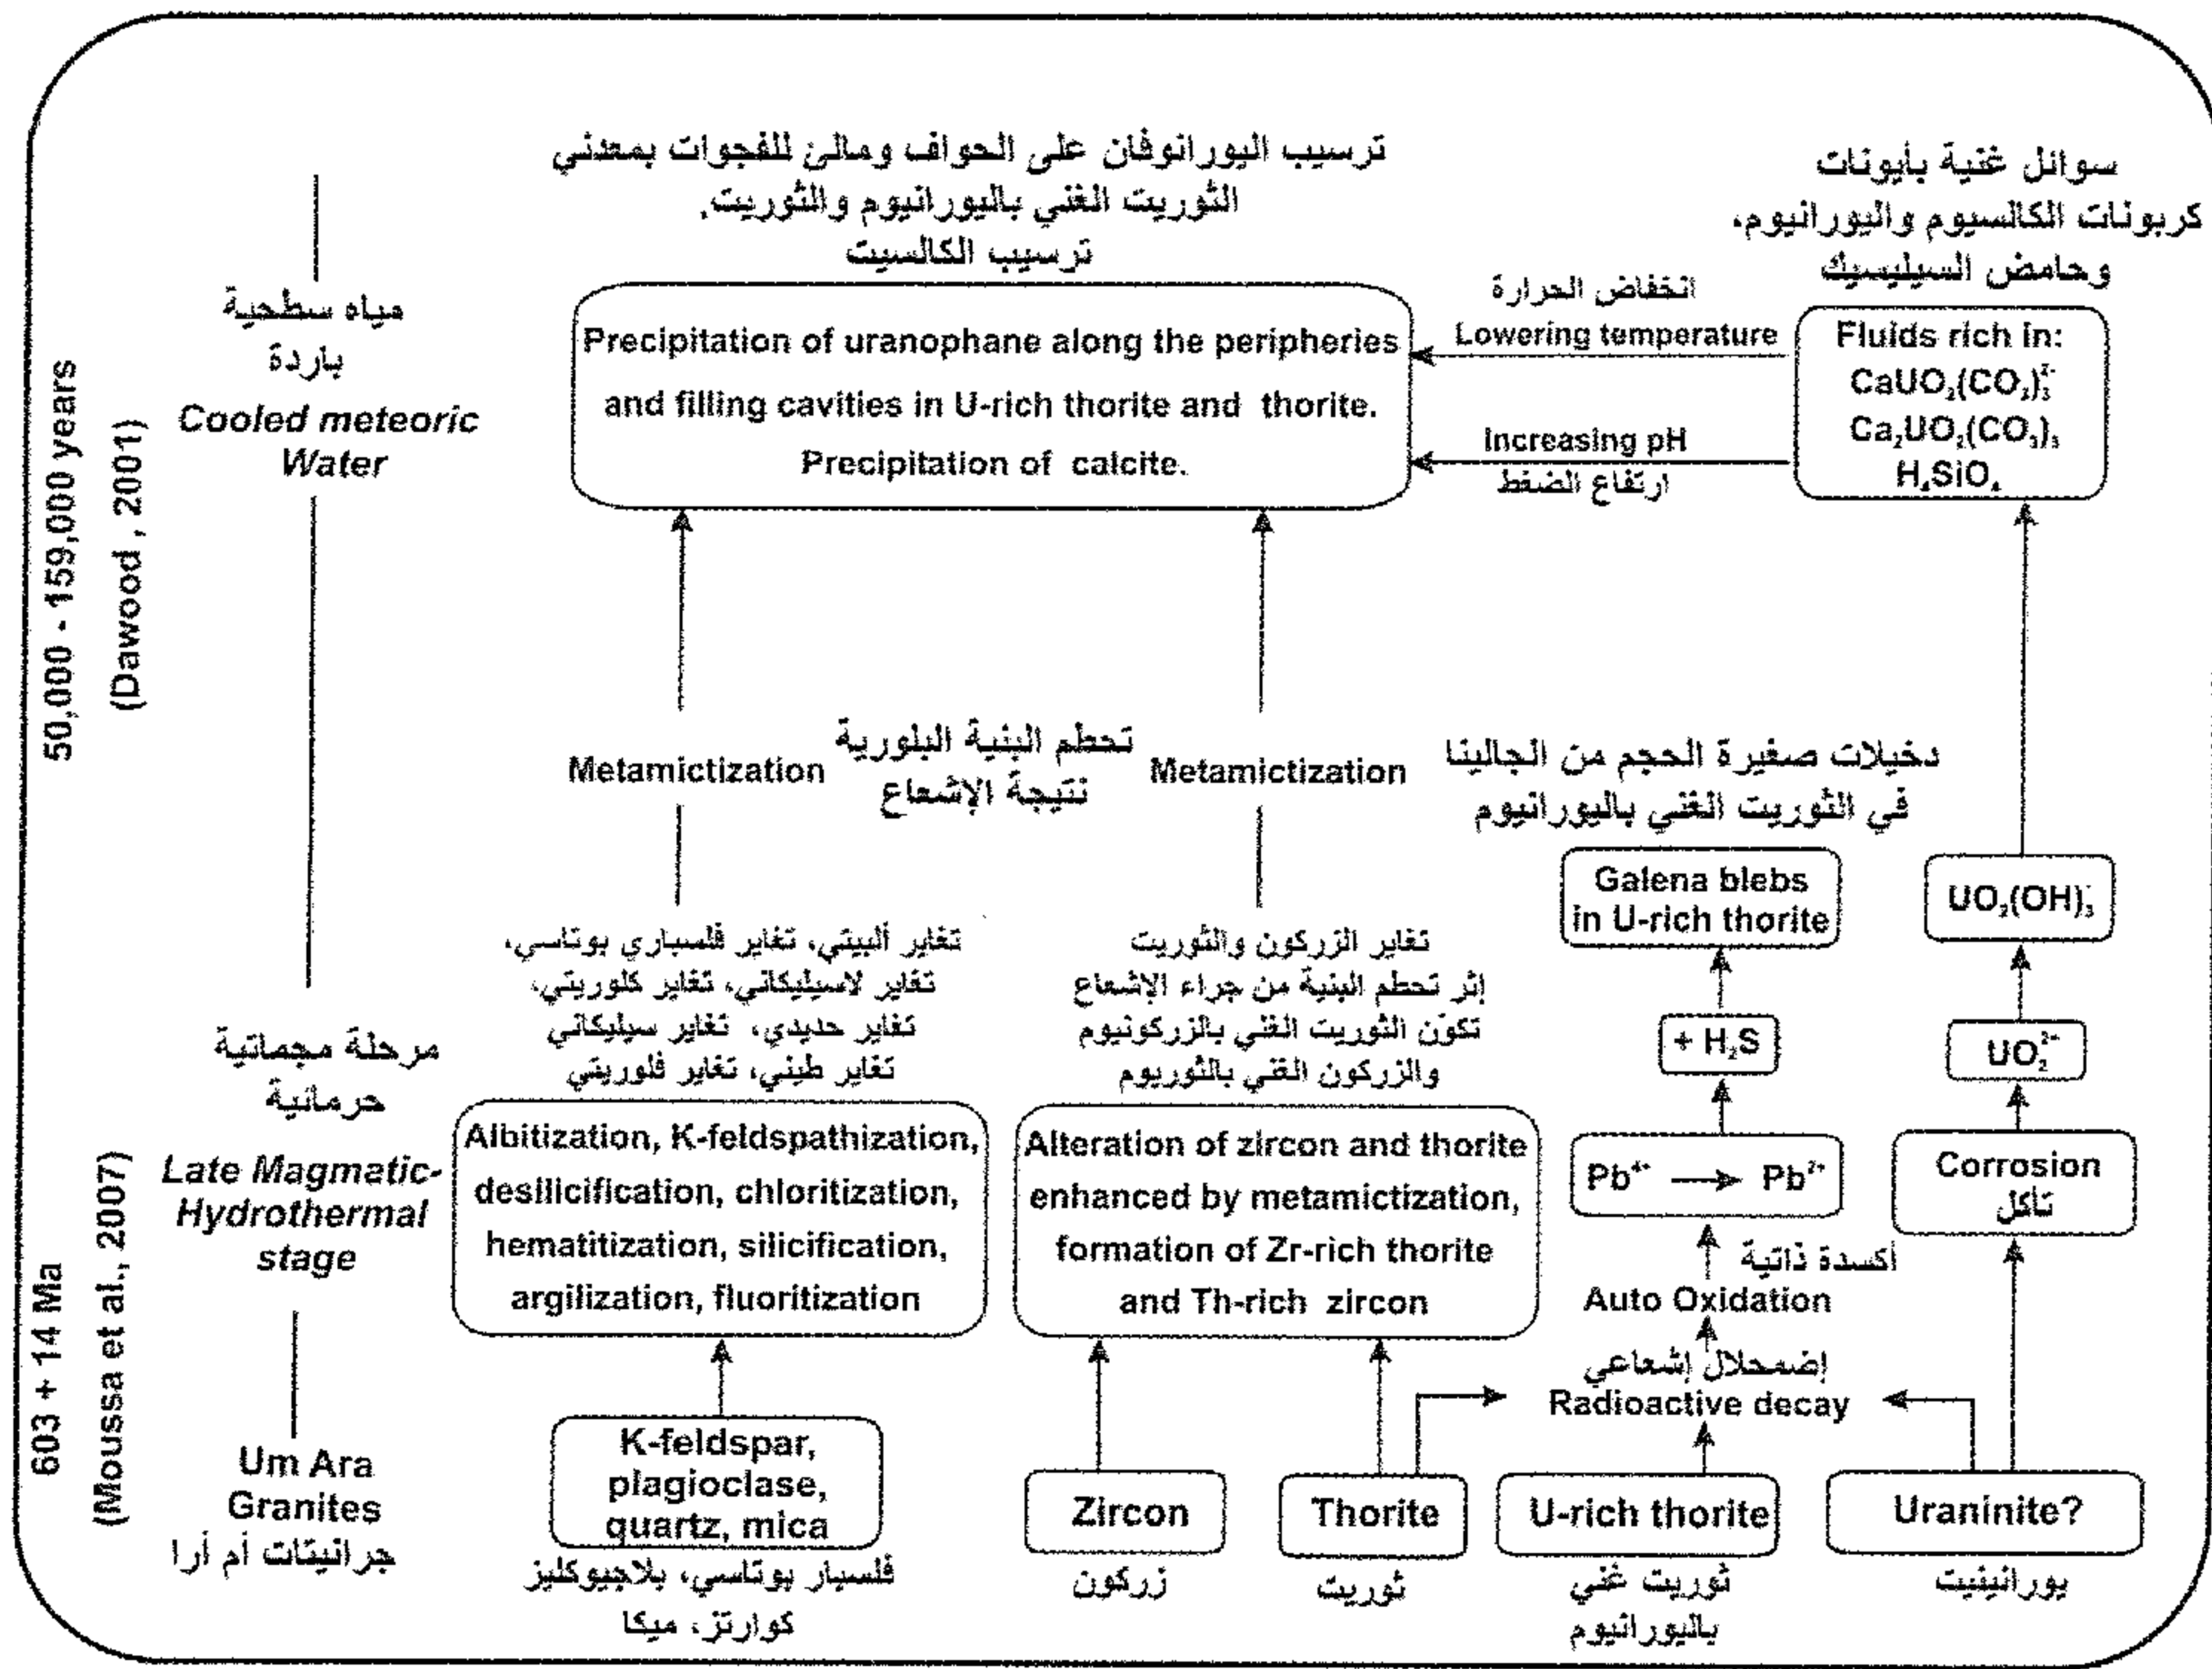 ترسيب اليورانوفان على الحواف ومالئ للفجوات بمعدني
الثوريت الغني باليورانيوم والثوريت,
ترسيب الكالسيت
سوائل غنية بأيونات
كربونات الكالسيوم واليورانيوم،
وحامض السيليسيك
مياه سطحية
باردة
Cooled meteoric
Water
50,000 - 159,000 years
(Dawood , 2001)
Precipitation of uranophane along the peripheries
and filling cavities in U-rich thorite and thorite.
Precipitation of calcite.
انخفاض الحرارة
Lowering temperature
Increasing pH
ارتفاع الضغط
Fluids rich in:
CaUO₂(CO₃)₃²⁻
Ca₂UO₂(CO₃)₃
H₄SiO₄
Metamictization
تحطم البنية البلورية
نتيجة الإشعاع
Metamictization
دخيلات صغيرة الحجم من الجالينا
في الثوريت الغني باليورانيوم
Galena blebs
in U-rich thorite
UO₂(OH)₃⁻
تغاير ألبيتي، تغاير فلسباري بوتاسي،
تغاير لاسيليكاتي، تغاير كلوريتي،
تغاير حديدي، تغاير سيليكاتي
تغاير طيني، تغاير فلوريتي
تغاير الزركون والثوريت
إثر تحطم البنية من جراء الإشعاع
تكوّن الثوريت الغني بالزركونيوم
والزركون الغني بالثوريوم
+ H₂S
UO₂²⁺
مرحلة مجماتية
حرمائية
Late Magmatic-
Hydrothermal
stage
603 + 14 Ma
(Moussa et al., 2007)
Albitization, K-feldspathization,
desilicification, chloritization,
hematitization, silicification,
argilization, fluoritization
Alteration of zircon and thorite
enhanced by metamictization,
formation of Zr-rich thorite
and Th-rich zircon
Pb⁴⁺ → Pb²⁺
Corrosion
تأكل
أكسدة ذاتية
Auto Oxidation
إضمحلال إشعاعي
Radioactive decay
Um Ara
Granites
جرانيتات أم أرا
K-feldspar,
plagioclase,
quartz, mica
فلسبار بوتاسي، بلاجيوكليز
كوارتز، ميكا
Zircon
زركون
Thorite
ثوريت
U-rich thorite
ثوريت غني
باليورانيوم
Uraninite?
يورانينيت